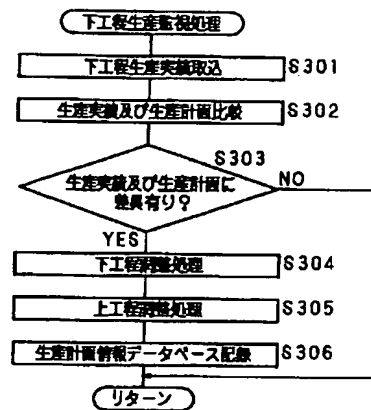 下工程生産監視処理
下工程生産実績取込 S301
生産実績及び生産計画比較 S302
S303
生産実績及び生産計画に
差異有り？
NO
YES
下工程調整処理 S304
上工程調整処理 S305
生産計画情報データベース記録 S306
リターン